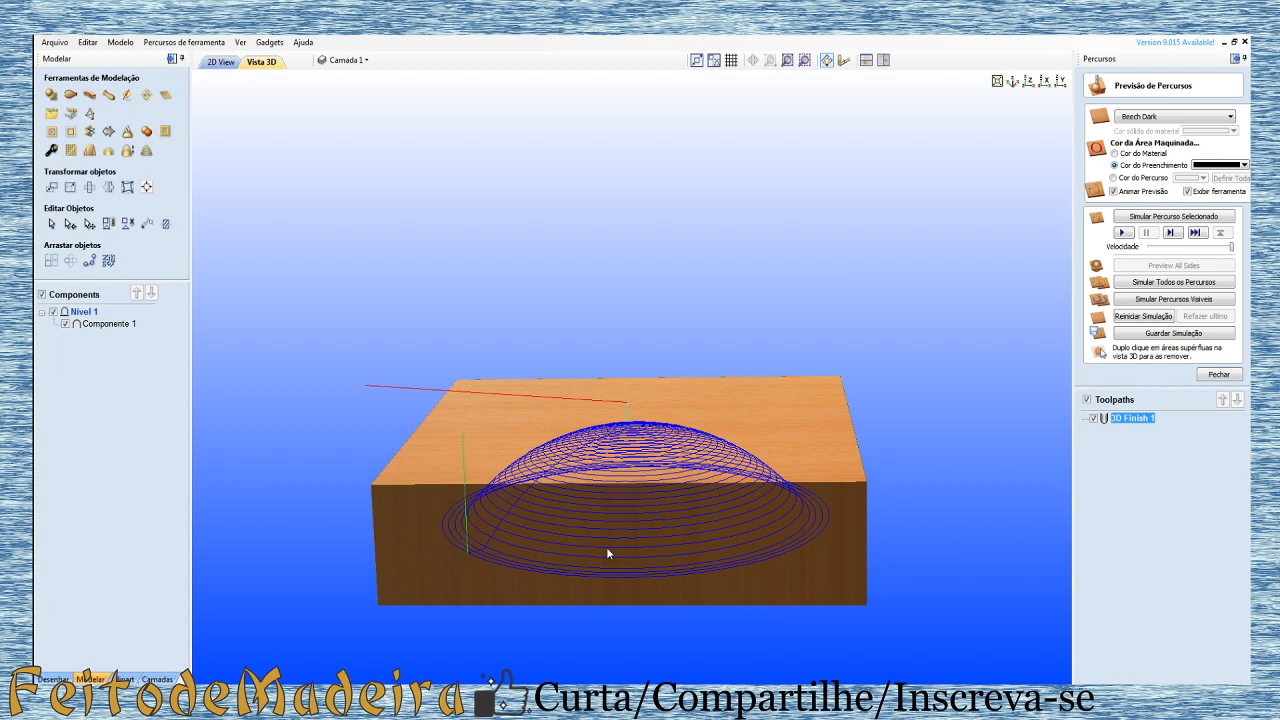 Arquivo Editar Modelo Percursos de ferramenta Ver Gadgets Ajuda
Version 9.015 Available!
Modelar
2D View Vista 3D Camada 1
Percursos
Ferramentas de Modelação
Transformar objetos
Editar Objetos
Arrastar objetos
Components
Nível 1
Componente 1
Previsão de Percursos
Beech Dark
Cor sólida do material
Cor da Área Maquinada...
Cor do Material
Cor do Preenchimento
Cor do Percurso Definir Toda
Animar Previsão Exibir ferramenta
Simular Percurso Selecionado
Velocidade
Preview All Sides
Simular Todos os Percursos
Simular Percursos Visiveis
Reiniciar Simulação Refazer ultimo
Guardar Simulação
Duplo clique em áreas supérfluas na
vista 3D para as remover.
Fechar
Toolpaths
3D Finish 1
Desenhar Modelar Camadas
FeitodeMadeira Curta/Compartilhe/Inscreva-se